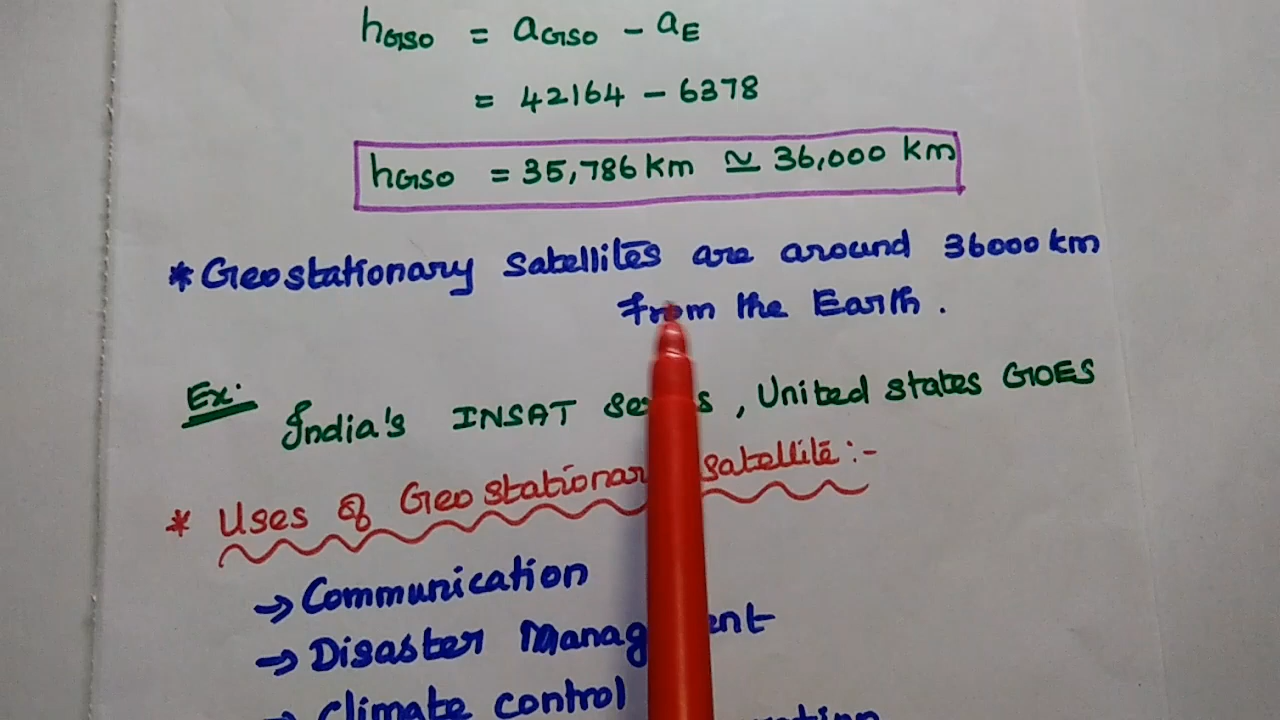 hGSO = aGSO - aE
= 42164 - 6378
hGSO = 35,786 km ≃ 36,000 km
* Geostationary satellites are around 36000 km
from the Earth.
Ex:- India's INSAT , United states GOES
* Uses of Geostationary satellite:-
→ Communication
→ Disaster
→ Climate control